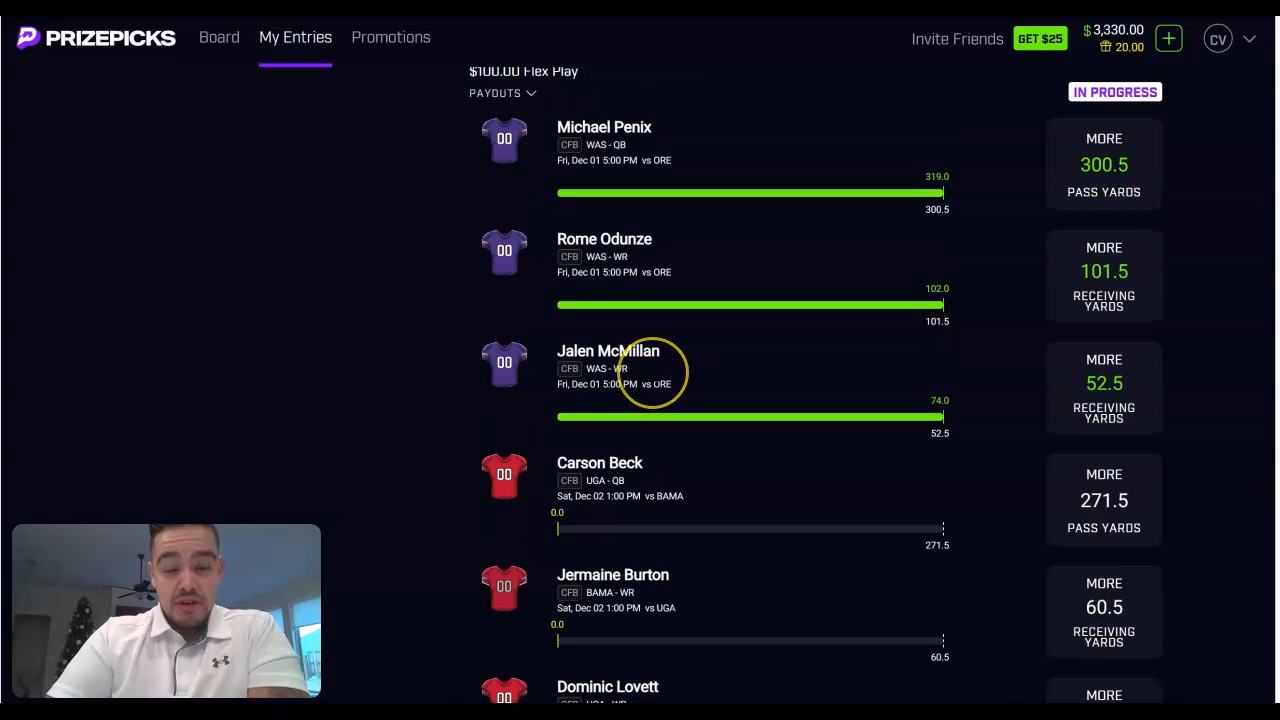 PRIZEPICKS
Board
My Entries
Promotions
Invite Friends
GET $25
$ 3,330.00
20.00
CV
$100.00 Flex Play
PAYOUTS
IN PROGRESS
00
Michael Penix
CFB WAS - QB
Fri, Dec 01 5:00 PM vs ORE
319.0
300.5
MORE
300.5
PASS YARDS
00
Rome Odunze
CFB WAS - WR
Fri, Dec 01 5:00 PM vs ORE
102.0
101.5
MORE
101.5
RECEIVING
YARDS
00
Jalen McMillan
CFB WAS - WR
Fri, Dec 01 5:00 PM vs ORE
74.0
52.5
MORE
52.5
RECEIVING
YARDS
00
Carson Beck
CFB UGA - QB
Sat, Dec 02 1:00 PM vs BAMA
0.0
271.5
MORE
271.5
PASS YARDS
00
Jermaine Burton
CFB BAMA - WR
Sat, Dec 02 1:00 PM vs UGA
0.0
60.5
MORE
60.5
RECEIVING
YARDS
00
Dominic Lovett
CFB UGA - WR
MORE